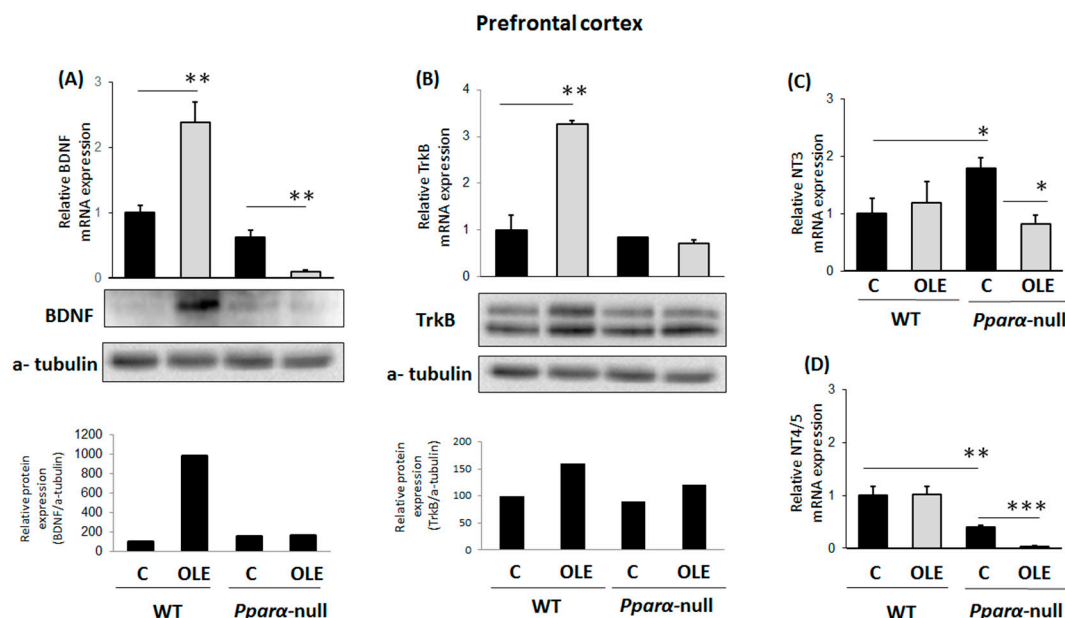 Prefrontal cortex
(A)
Relative BDNF
mRNA expression
3
2
1
0
**
**
BDNF
a- tubulin
Relative protein
expression
(BDNF/a-tubulin)
1200
1000
800
600
400
200
0
C OLE C OLE
WT Pparα-null
(B)
Relative TrkB
mRNA expression
4
3
2
1
0
**
TrkB
a- tubulin
Relative protein
expression
(TrkB/a-tubulin)
200
150
100
50
0
C OLE C OLE
WT Pparα-null
(C)
Relative NT3
mRNA expression
3
2
1
0
*
*
C OLE C OLE
WT Pparα-null
(D)
Relative NT4/5
mRNA expression
3
2
1
0
**
***
C OLE C OLE
WT Pparα-null